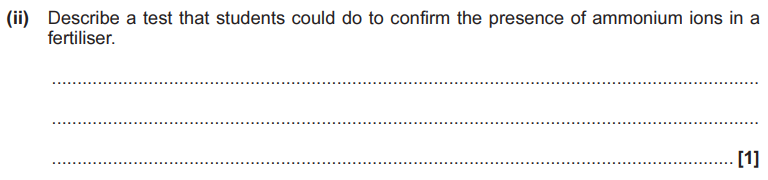 (ii) Describe a test that students could do to confirm the presence of ammonium ions in a
fertiliser.
...................................................................................................................................
...................................................................................................................................
.............................................................................................................................. [1]